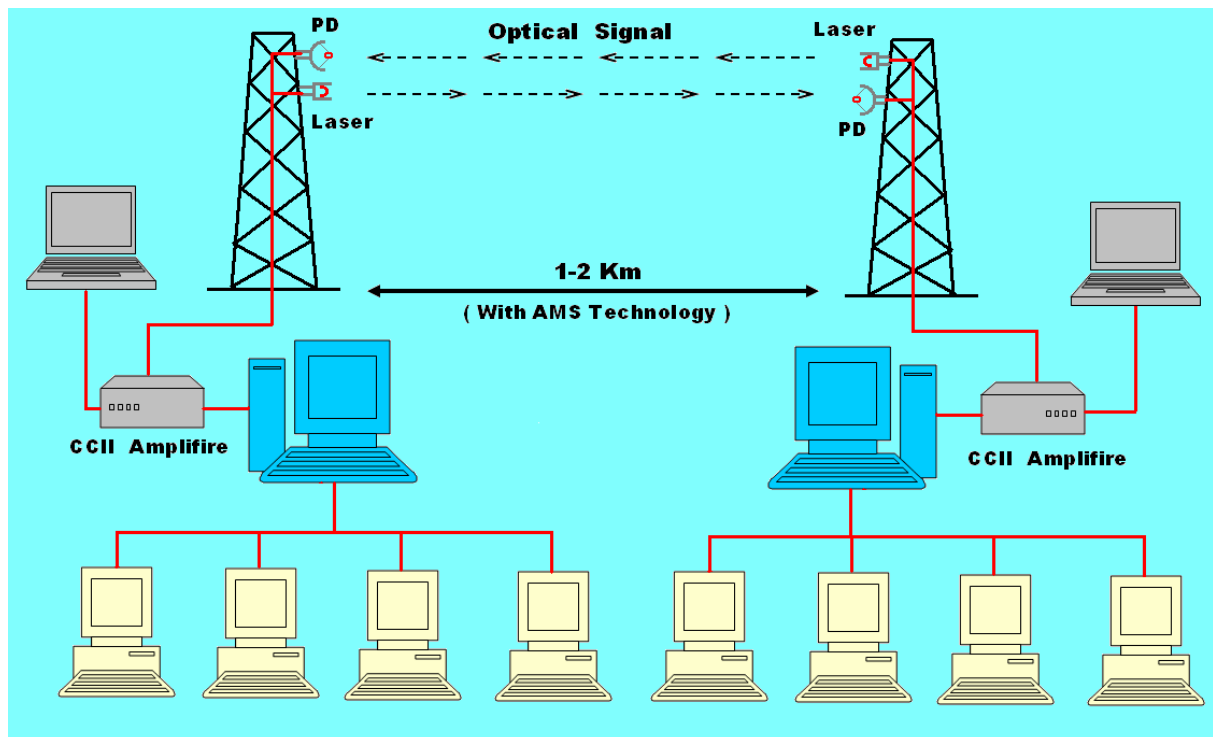 PD
Optical Signal
Laser
Laser
PD
1-2 Km
( With AMS Technology )
CCII Amplifire
CCII Amplifire